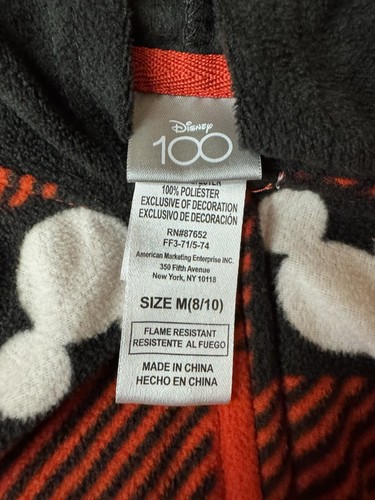 Disney
100
POLYESTER
100% POLIÉSTER
EXCLUSIVE OF DECORATION
EXCLUSIVO DE DECORACIÓN
RN#87652
FF3-71/5-74
American Marketing Enterprise INC.
350 Fifth Avenue
New York, NY 10118
SIZE M(8/10)
FLAME RESISTANT
RESISTENTE AL FUEGO
MADE IN CHINA
HECHO EN CHINA